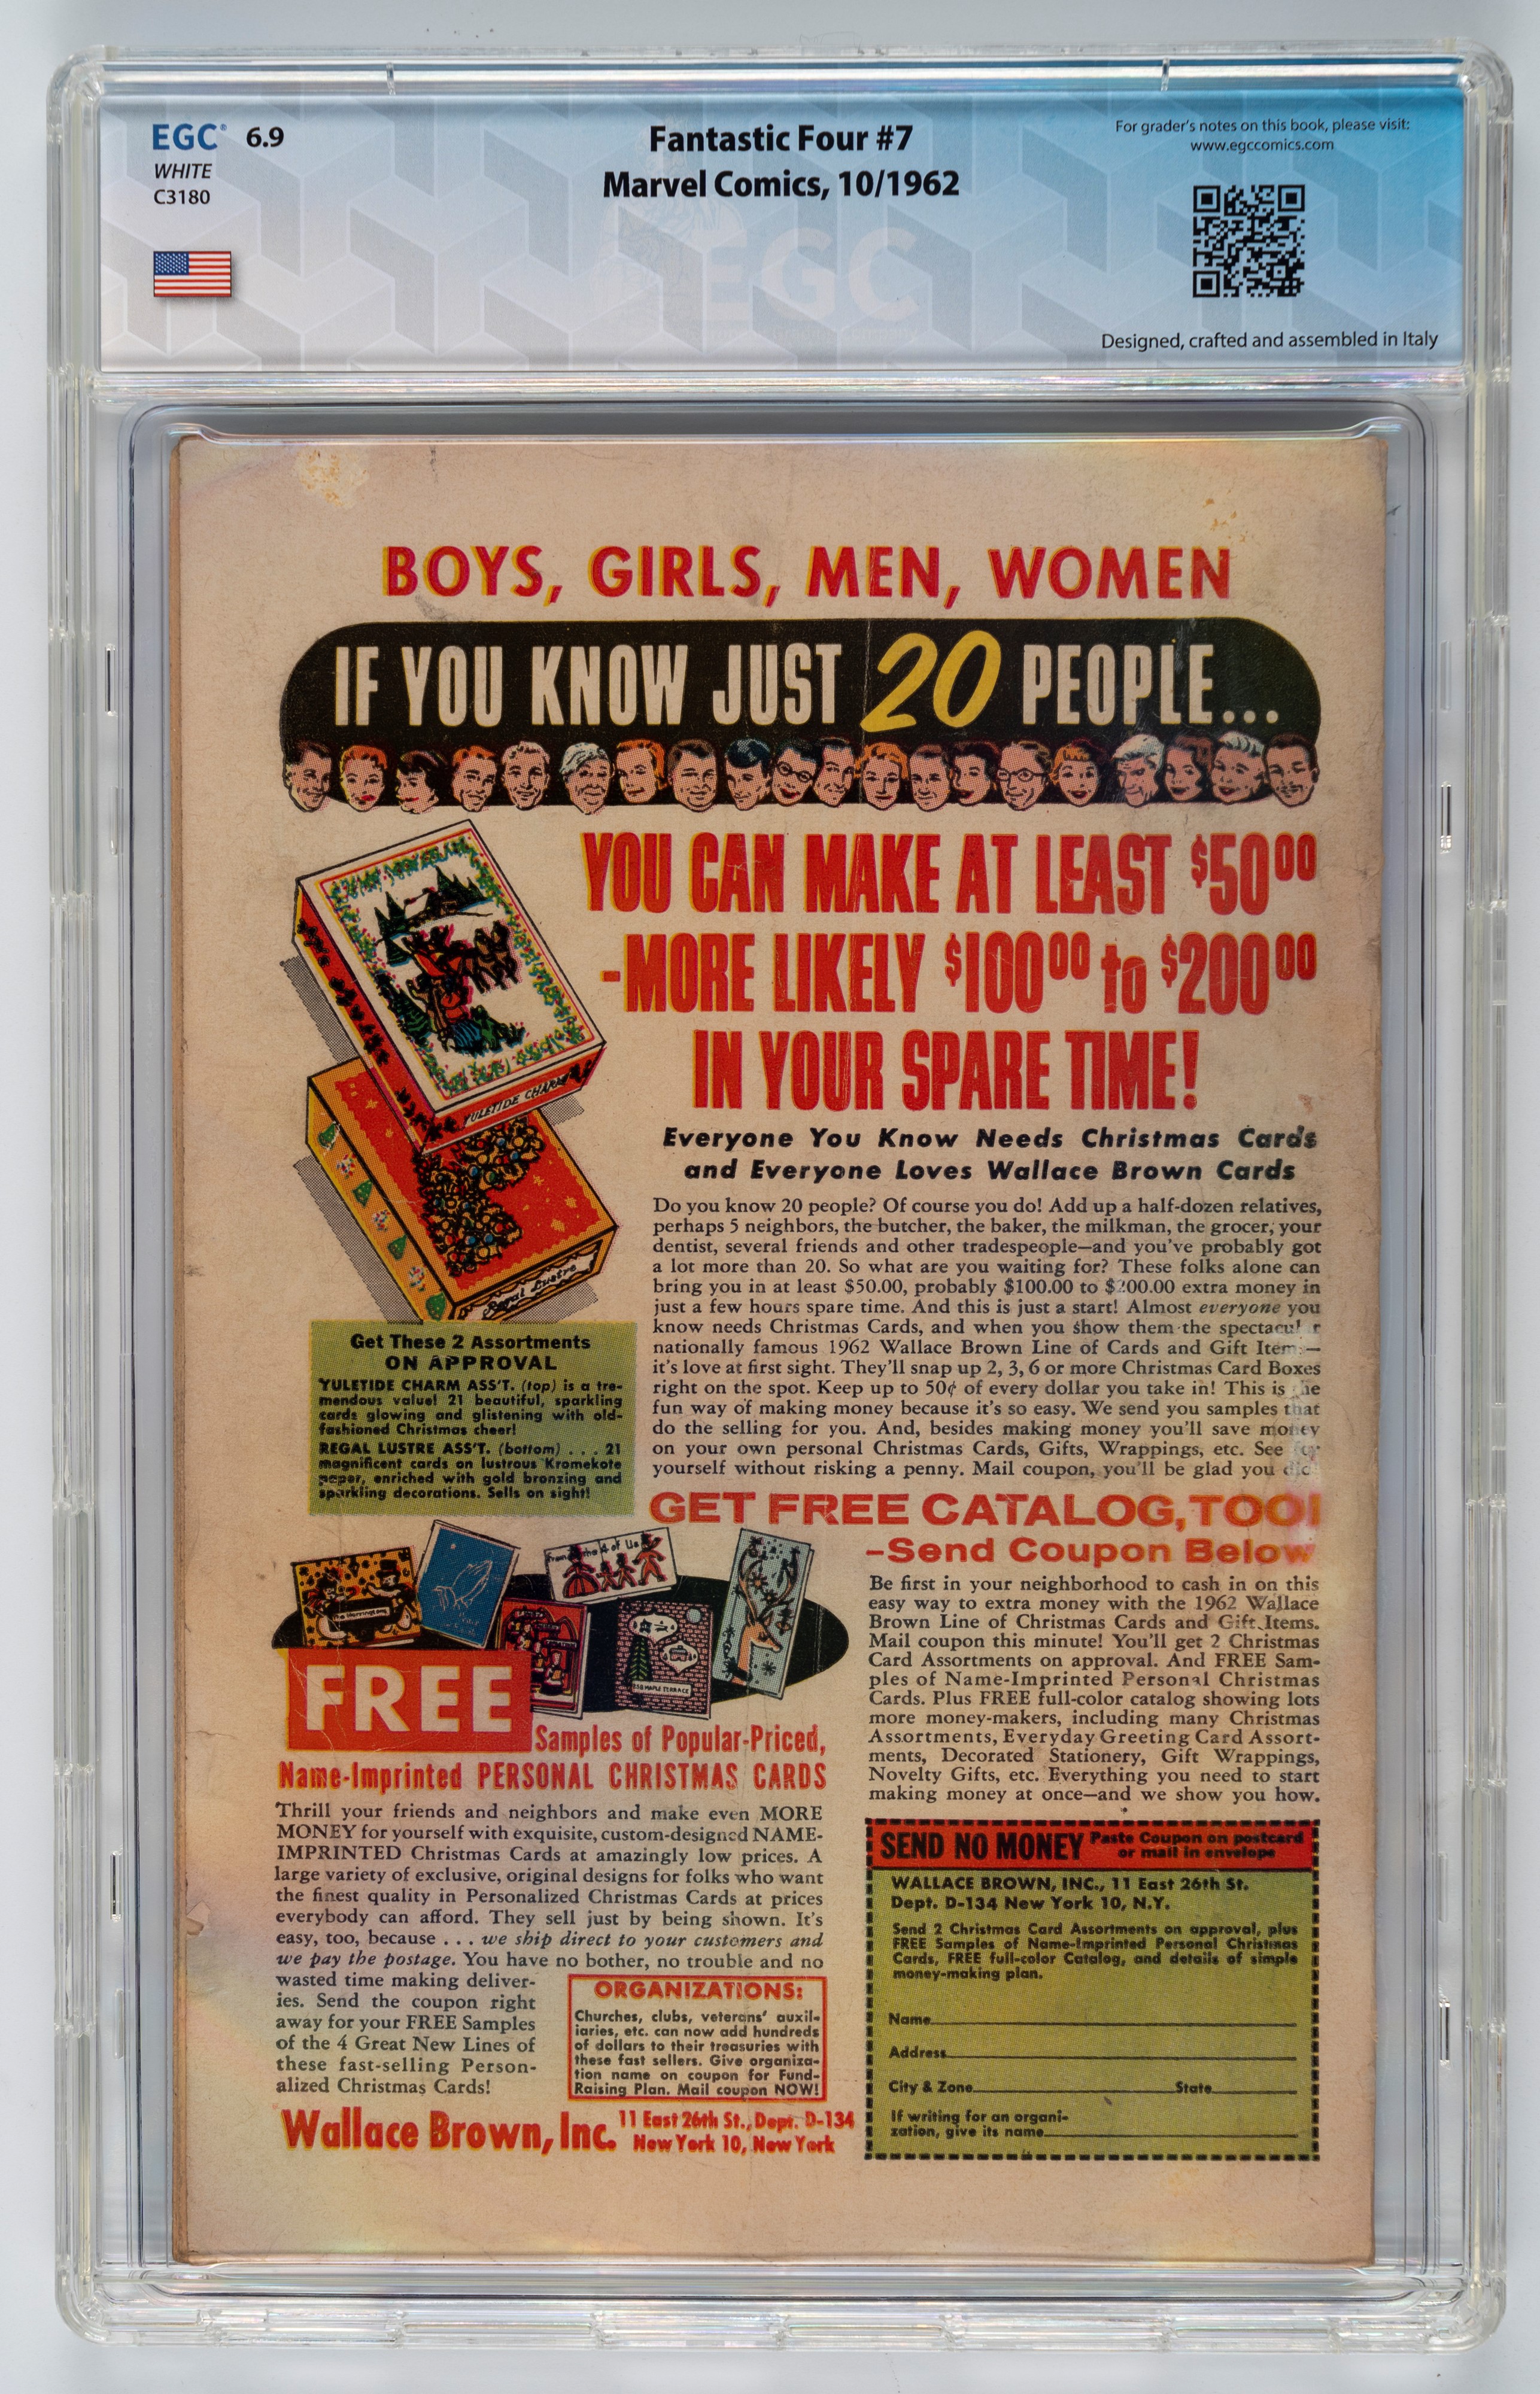 EGC® 6.9
WHITE
C3180
Fantastic Four #7
Marvel Comics, 10/1962
For grader's notes on this book, please visit:
www.egccomics.com
EGC
Designed, crafted and assembled in Italy
BOYS, GIRLS, MEN, WOMEN
IF YOU KNOW JUST 20 PEOPLE...
YOU CAN MAKE AT LEAST $5000
-MORE LIKELY $10000 to $20000
IN YOUR SPARE TIME!
YULETIDE CHARM
Regal Lustre
Everyone You Know Needs Christmas Cards
and Everyone Loves Wallace Brown Cards
Do you know 20 people? Of course you do! Add up a half-dozen relatives,
perhaps 5 neighbors, the butcher, the baker, the milkman, the grocer, your
dentist, several friends and other tradespeople—and you've probably got
a lot more than 20. So what are you waiting for? These folks alone can
bring you in at least $50.00, probably $100.00 to $200.00 extra money in
just a few hours spare time. And this is just a start! Almost everyone you
know needs Christmas Cards, and when you show them the spectacul r
nationally famous 1962 Wallace Brown Line of Cards and Gift Items—
it's love at first sight. They'll snap up 2, 3, 6 or more Christmas Card Boxes
right on the spot. Keep up to 50¢ of every dollar you take in! This is the
fun way of making money because it's so easy. We send you samples that
do the selling for you. And, besides making money you'll save money
on your own personal Christmas Cards, Gifts, Wrappings, etc. See for
yourself without risking a penny. Mail coupon, you'll be glad you did
Get These 2 Assortments
ON APPROVAL
YULETIDE CHARM ASS'T. (top) is a tre-
mendous value! 21 beautiful, sparkling
cards glowing and glistening with old-
fashioned Christmas cheer!
REGAL LUSTRE ASS'T. (bottom) . . . 21
magnificent cards on lustrous Kromekote
paper, enriched with gold bronzing and
sparkling decorations. Sells on sight!
GET FREE CATALOG, TOO!
–Send Coupon Below
Be first in your neighborhood to cash in on this
easy way to extra money with the 1962 Wallace
Brown Line of Christmas Cards and Gift Items.
Mail coupon this minute! You'll get 2 Christmas
Card Assortments on approval. And FREE Sam-
ples of Name-Imprinted Personal Christmas
Cards. Plus FREE full-color catalog showing lots
more money-makers, including many Christmas
Assortments, Everyday Greeting Card Assort-
ments, Decorated Stationery, Gift Wrappings,
Novelty Gifts, etc. Everything you need to start
making money at once—and we show you how.
The Harringtons
From the 4 of Us
358 MAPLE TERRACE
FREE
Samples of Popular-Priced,
Name-Imprinted PERSONAL CHRISTMAS CARDS
Thrill your friends and neighbors and make even MORE
MONEY for yourself with exquisite, custom-designed NAME-
IMPRINTED Christmas Cards at amazingly low prices. A
large variety of exclusive, original designs for folks who want
the finest quality in Personalized Christmas Cards at prices
everybody can afford. They sell just by being shown. It's
easy, too, because . . . we ship direct to your customers and
we pay the postage. You have no bother, no trouble and no
wasted time making deliver-
ies. Send the coupon right
away for your FREE Samples
of the 4 Great New Lines of
these fast-selling Person-
alized Christmas Cards!
ORGANIZATIONS:
Churches, clubs, veterans' auxil-
iaries, etc. can now add hundreds
of dollars to their treasuries with
these fast sellers. Give organiza-
tion name on coupon for Fund-
Raising Plan. Mail coupon NOW!
Wallace Brown, Inc. 11 East 26th St., Dept. D-134
New York 10, New York
SEND NO MONEY Paste Coupon on postcard
or mail in envelope
WALLACE BROWN, INC., 11 East 26th St.
Dept. D-134 New York 10, N.Y.
Send 2 Christmas Card Assortments on approval, plus
FREE Samples of Name-Imprinted Personal Christmas
Cards, FREE full-color Catalog, and details of simple
money-making plan.
Name
Address
City & Zone State
If writing for an organi-
zation, give its name